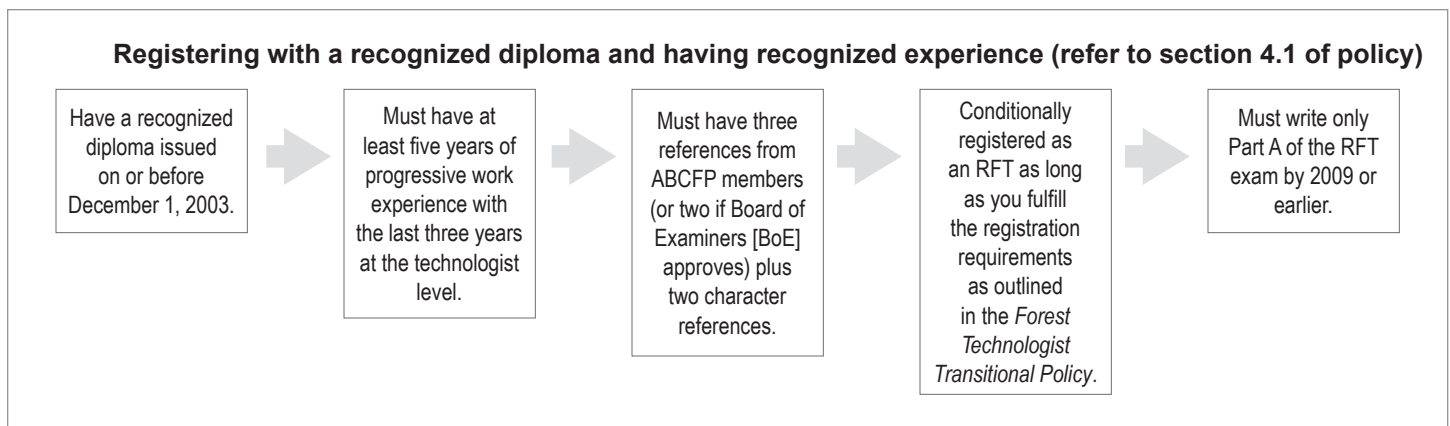 Registering with a recognized diploma and having recognized experience (refer to section 4.1 of policy)
Have a recognized
diploma issued
on or before
December 1, 2003.
Must have at
least five years of
progressive work
experience with
the last three years
at the technologist
level.
Must have three
references from
ABCFP members
(or two if Board of
Examiners [BoE]
approves) plus
two character
references.
Conditionally
registered as
an RFT as long
as you fulfill
the registration
requirements
as outlined
in the Forest
Technologist
Transitional Policy.
Must write only
Part A of the RFT
exam by 2009 or
earlier.